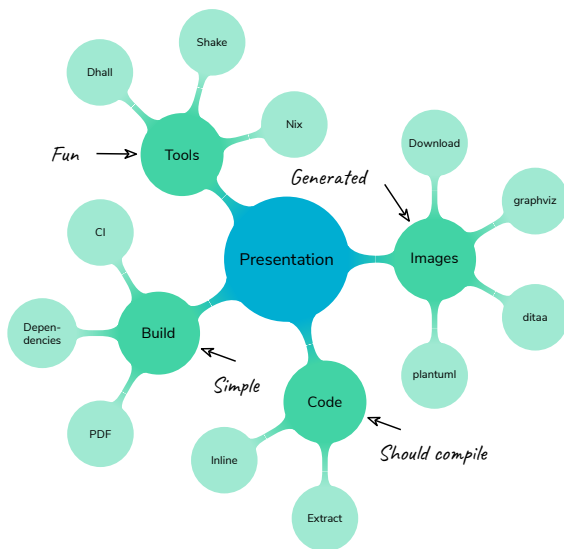 Shake
Dhall
Nix
Fun
Tools
Download
Generated
graphviz
CI
Presentation
Images
Depen-
dencies
Build
ditaa
Simple
plantuml
Code
PDF
Should compile
Inline
Extract